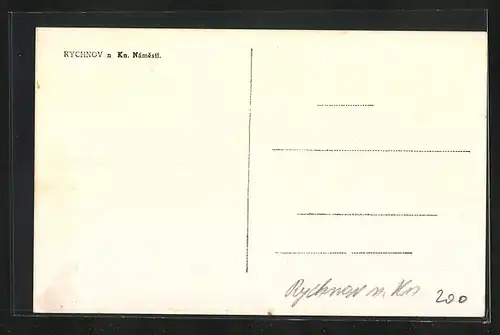 RYCHNOV n Kn. Náměstí.
Rychnov n. Kn
200